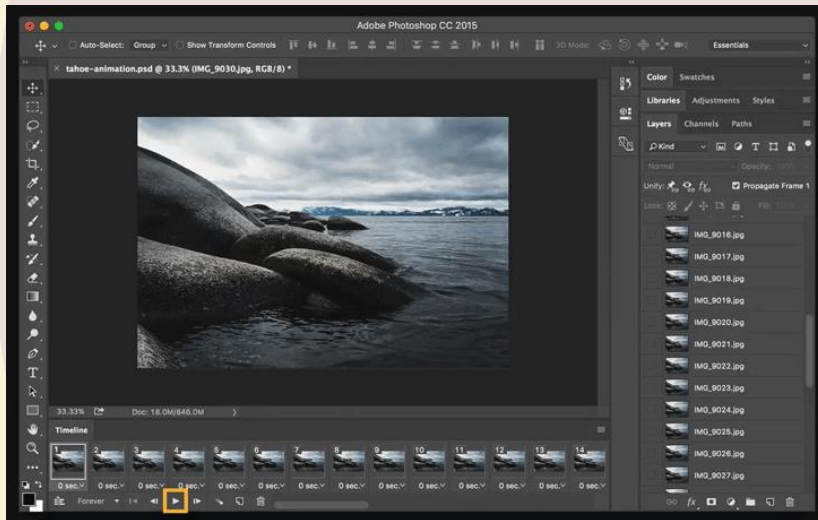 Adobe Photoshop CC 2015
Auto-Select: Group Show Transform Controls 3D Mode: Essentials
× tahoe-animation.psd @ 33.3% (IMG_9030.jpg, RGB/8) *
Color Swatches
Libraries Adjustments Styles
Layers Channels Paths
Kind
Normal Opacity: 100%
Unify: Propagate Frame 1
Lock: Fill: 100%
IMG_9016.jpg
IMG_9017.jpg
IMG_9018.jpg
IMG_9019.jpg
IMG_9020.jpg
IMG_9021.jpg
IMG_9022.jpg
IMG_9023.jpg
IMG_9024.jpg
IMG_9025.jpg
IMG_9026.jpg
IMG_9027.jpg
33.33% Doc: 18.0M/846.0M
Timeline
1 2 3 4 5 6 7 8 9 10 11 12 13 14
0 sec. 0 sec. 0 sec. 0 sec. 0 sec. 0 sec. 0 sec. 0 sec. 0 sec. 0 sec. 0 sec. 0 sec. 0 sec. 0 sec.
Forever
fx